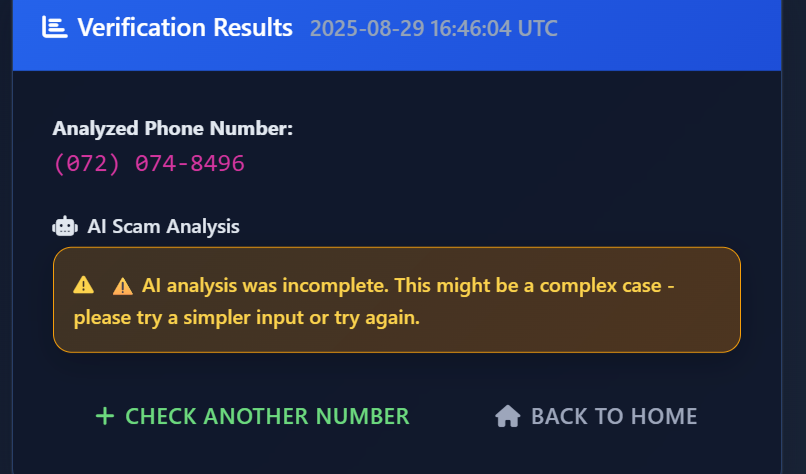 Verification Results 2025-08-29 16:46:04 UTC
Analyzed Phone Number:
(072) 074-8496
AI Scam Analysis
⚠ ⚠ AI analysis was incomplete. This might be a complex case -
please try a simpler input or try again.
+ CHECK ANOTHER NUMBER
BACK TO HOME